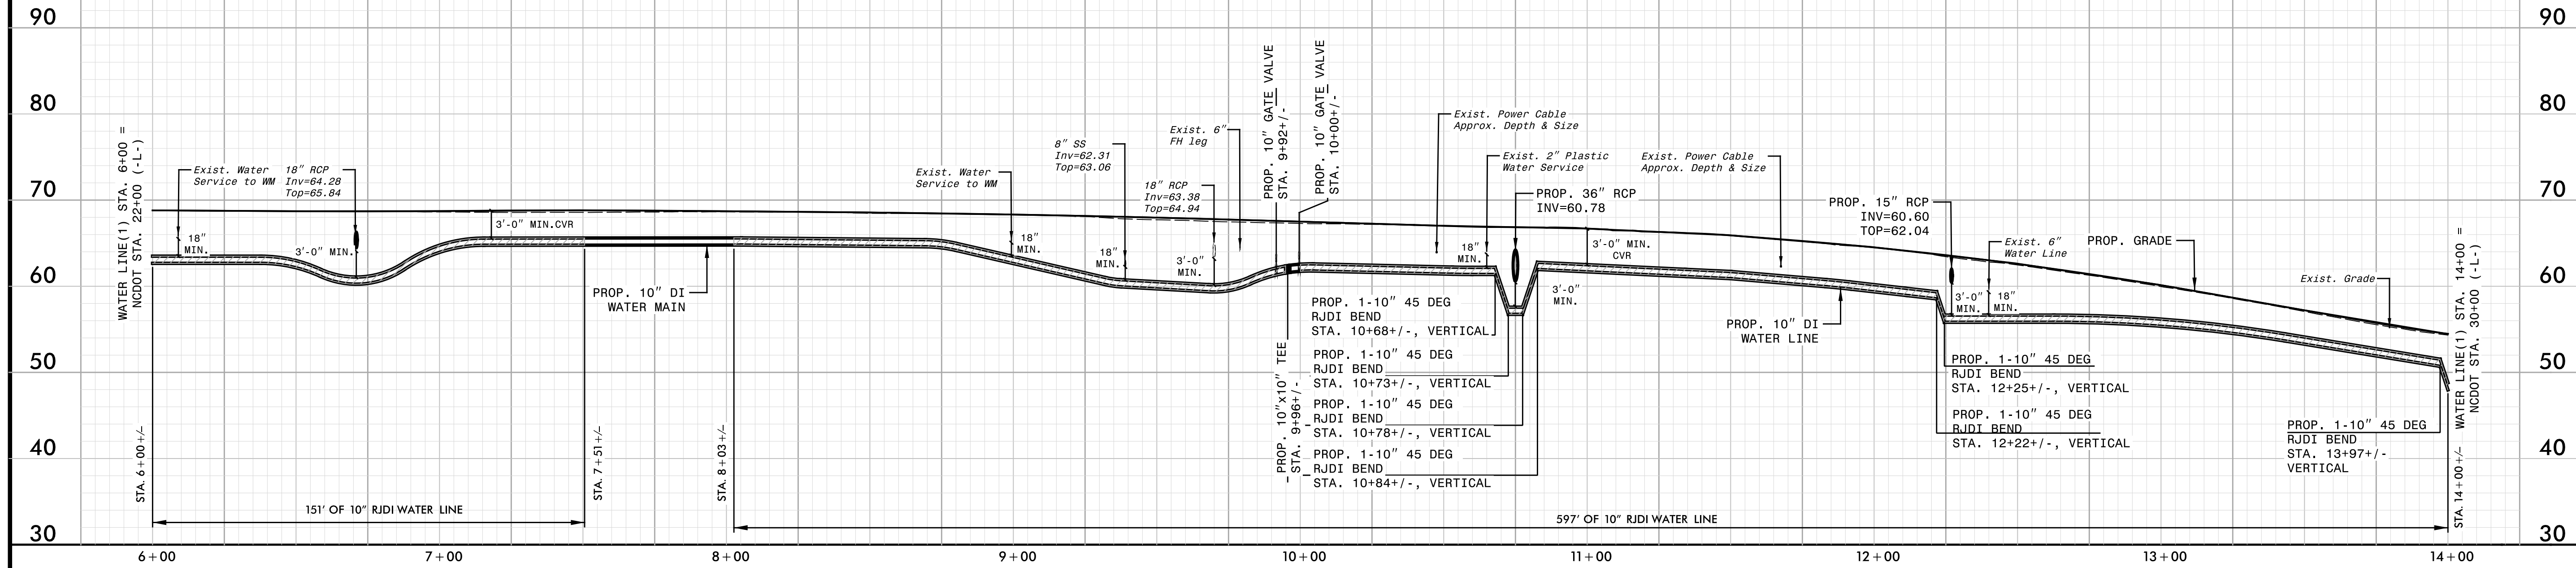 90
90
80
80
70
70
60
60
50
50
40
40
30
30
WATER LINE(1) STA. 6+00 =
NCDOT STA. 22+00 (-L-)
Exist. Water
Service to WM
18" RCP
Inv=64.28
Top=65.84
18"
MIN.
3'-0" MIN.
3'-0" MIN.CVR
PROP. 10" DI
WATER MAIN
Exist. Water
Service to WM
18"
MIN.
8" SS
Inv=62.31
Top=63.06
18"
MIN.
18" RCP
Inv=63.38
Top=64.94
3'-0"
MIN.
Exist. 6"
FH leg
PROP. 10" GATE VALVE
STA. 9+92+/-
PROP. 10" GATE VALVE
STA. 10+00+/-
PROP. 10"x10" TEE
STA. 9+96+/-
Exist. Power Cable
Approx. Depth & Size
Exist. 2" Plastic
Water Service
18"
MIN.
PROP. 36" RCP
INV=60.78
Exist. Power Cable
Approx. Depth & Size
3'-0" MIN.
CVR
3'-0"
MIN.
PROP. 1-10" 45 DEG
RJDI BEND
STA. 10+68+/-, VERTICAL
PROP. 1-10" 45 DEG
RJDI BEND
STA. 10+73+/-, VERTICAL
PROP. 1-10" 45 DEG
RJDI BEND
STA. 10+78+/-, VERTICAL
PROP. 1-10" 45 DEG
RJDI BEND
STA. 10+84+/-, VERTICAL
PROP. 10" DI
WATER LINE
PROP. 15" RCP
INV=60.60
TOP=62.04
3'-0"
MIN.
18"
MIN.
Exist. 6"
Water Line
PROP. GRADE
Exist. Grade
PROP. 1-10" 45 DEG
RJDI BEND
STA. 12+25+/-, VERTICAL
PROP. 1-10" 45 DEG
RJDI BEND
STA. 12+22+/-, VERTICAL
PROP. 1-10" 45 DEG
RJDI BEND
STA. 13+97+/-
VERTICAL
WATER LINE(1) STA. 14+00 =
NCDOT STA. 30+00 (-L-)
STA. 6+00+/-
STA. 7+51+/-
STA. 8+03+/-
STA. 14+00+/-
151' OF 10" RJDI WATER LINE
597' OF 10" RJDI WATER LINE
6+00
7+00
8+00
9+00
10+00
11+00
12+00
13+00
14+00